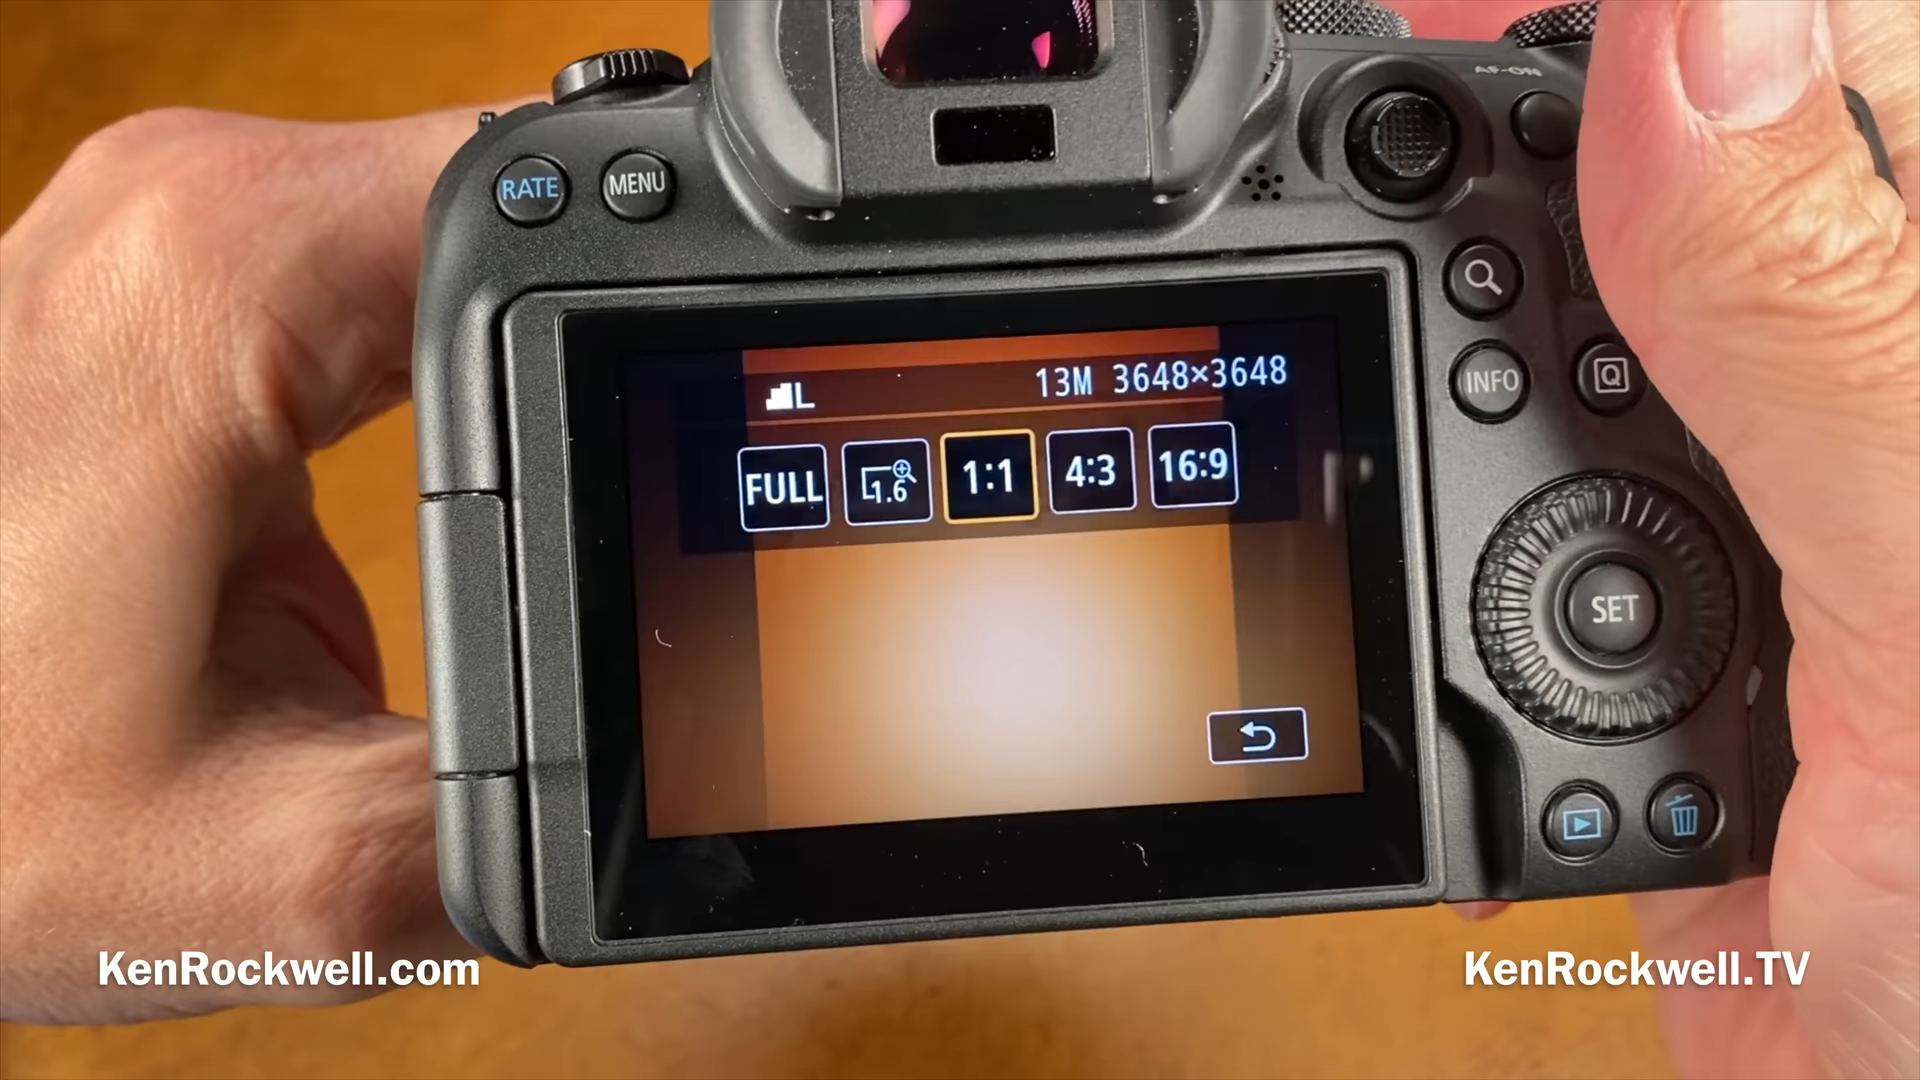 AF-ON
RATE
MENU
L
13M 3648×3648
FULL
1.6
1:1
4:3
16:9
INFO
Q
SET
KenRockwell.com
KenRockwell.TV